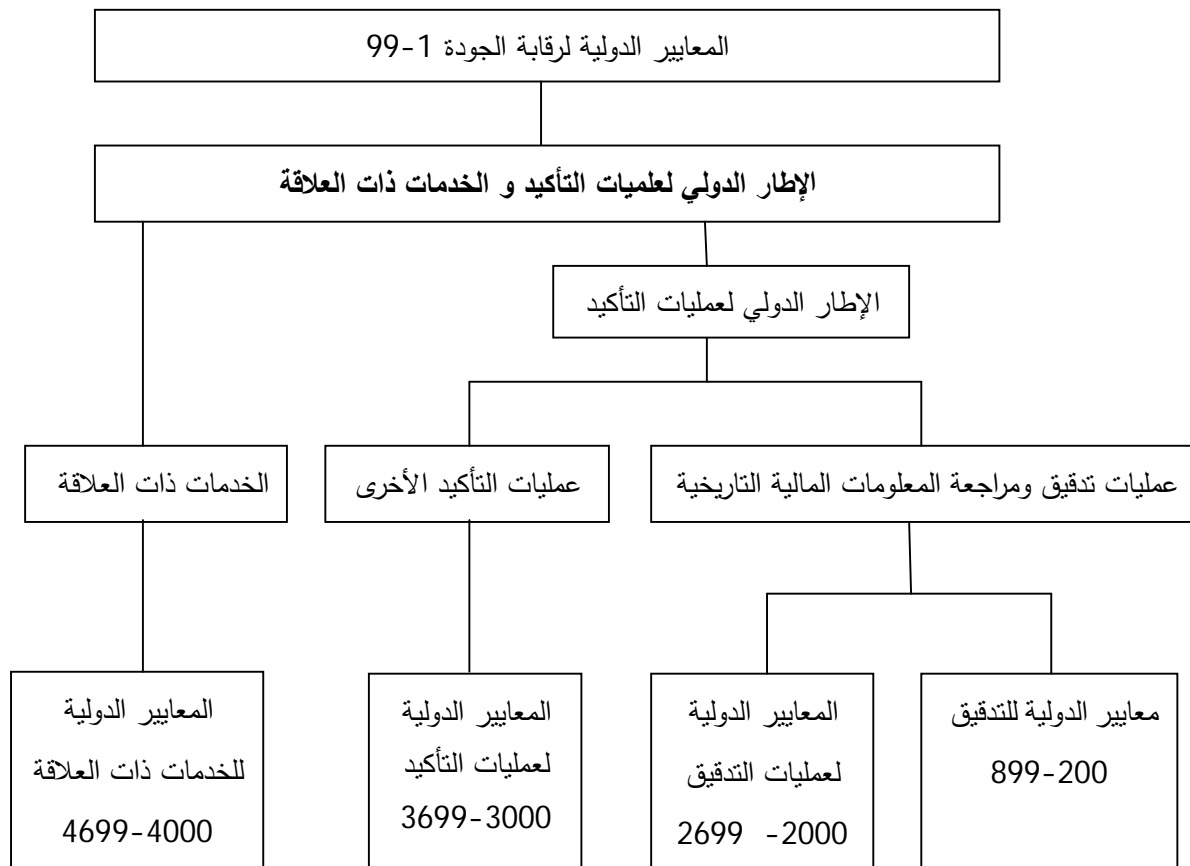 المعايير الدولية لرقابة الجودة 1-99
الإطار الدولي لعلميات التأكيد و الخدمات ذات العلاقة
الإطار الدولي لعمليات التأكيد
عمليات تدقيق ومراجعة المعلومات المالية التاريخية
عمليات التأكيد الأخرى
الخدمات ذات العلاقة
معايير الدولية للتدقيق
200-899
المعايير الدولية
لعمليات التدقيق
2000- 2699
المعايير الدولية
لعمليات التأكيد
3000-3699
المعايير الدولية
للخدمات ذات العلاقة
4000-4699